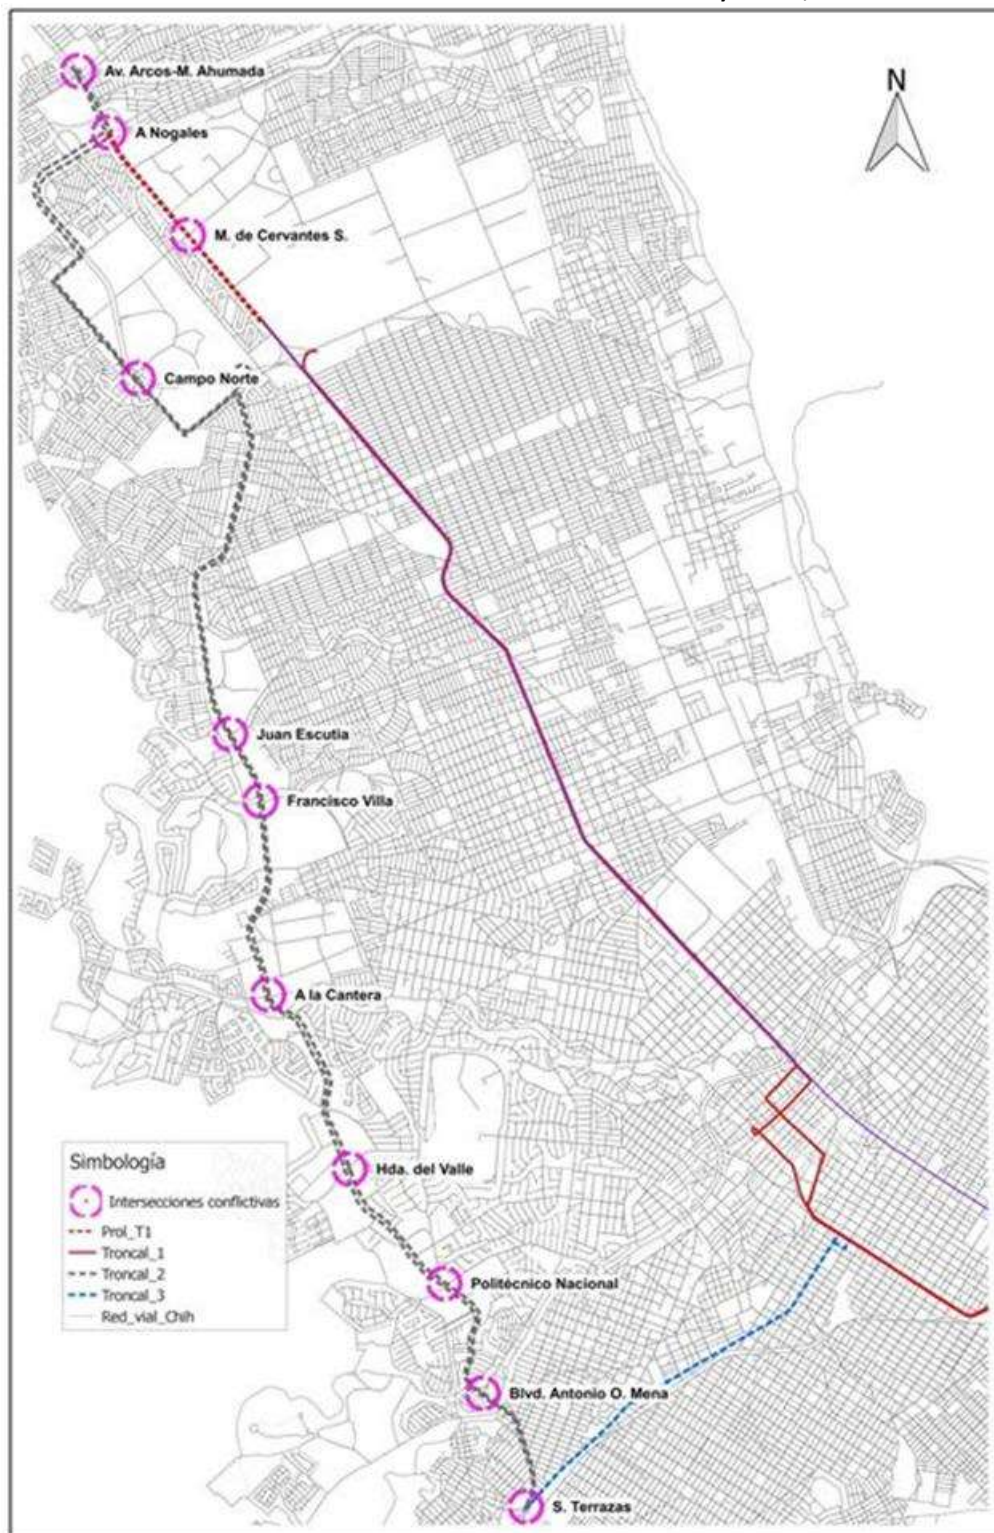 N
Av. Arcos-M. Ahumada
A Nogales
M. de Cervantes S.
Campo Norte
Juan Escutia
Francisco Villa
A la Cantera
Hda. del Valle
Politécnico Nacional
Blvd. Antonio O. Mena
S. Terrazas
Simbología
Intersecciones conflictivas
Prol_T1
Troncal_1
Troncal_2
Troncal_3
Red_vial_Chih